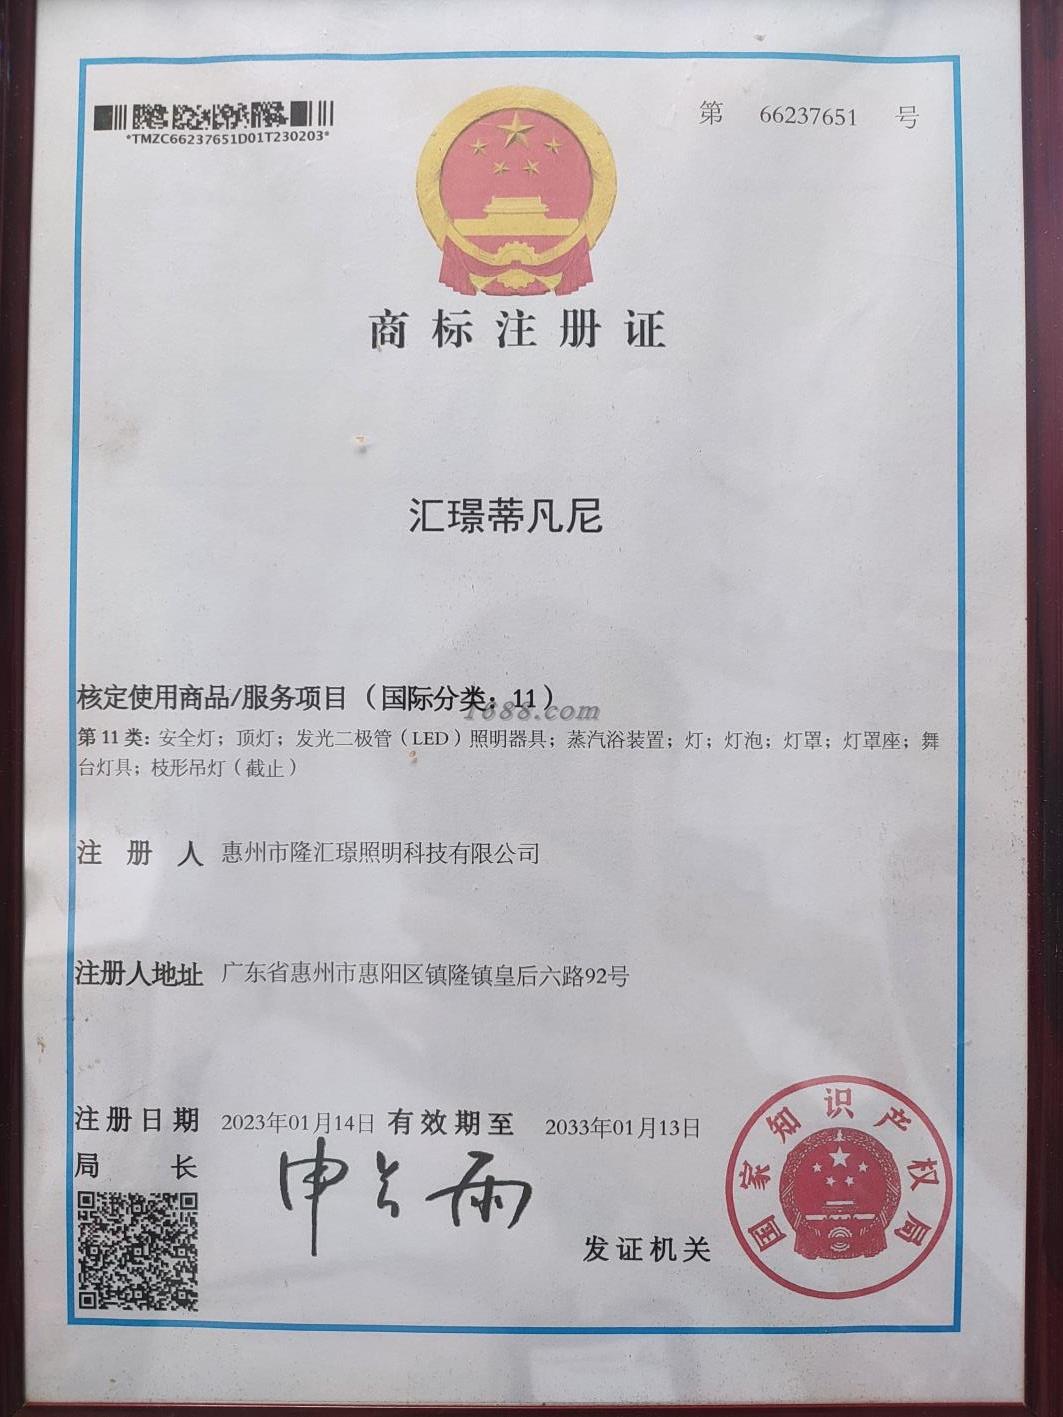 *TMZC66237651D01T230203*
第 66237651 号
商标注册证
汇璟蒂凡尼
核定使用商品/服务项目（国际分类：11）
1688.com
第11类: 安全灯；顶灯；发光二极管（LED）照明器具；蒸汽浴装置；灯；灯泡；灯罩；灯罩座；舞
台灯具；枝形吊灯（截止）
注册人 惠州市隆汇璟照明科技有限公司
注册人地址 广东省惠州市惠阳区镇隆镇皇后六路92号
注册日期 2023年01月14日 有效期至 2033年01月13日
局长
申长雨
发证机关
国家知识产权局